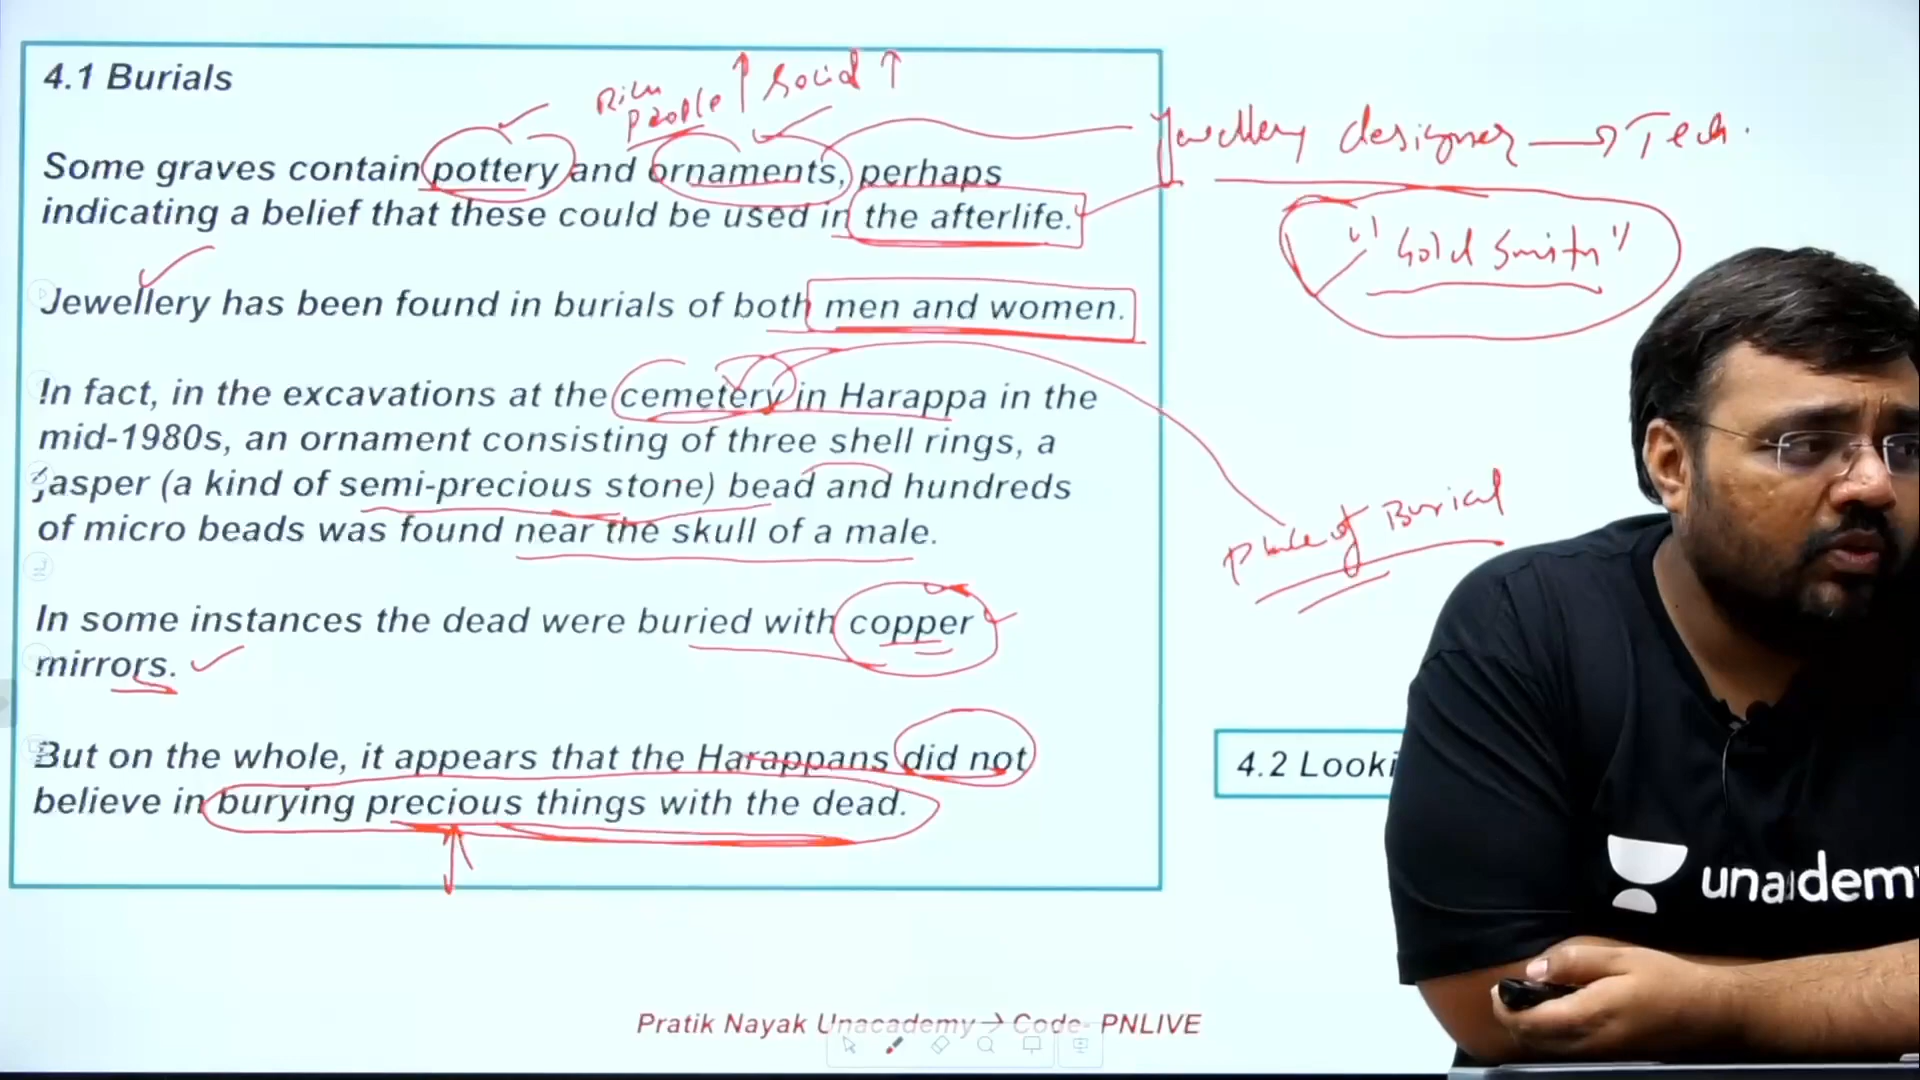 4.1 Burials
Rich people ↑ Gold ↑
Some graves contain pottery and ornaments, perhaps
indicating a belief that these could be used in the afterlife.
Jewellery designer → Tech.
"Gold Smith"
Jewellery has been found in burials of both men and women.
In fact, in the excavations at the cemetery in Harappa in the
mid-1980s, an ornament consisting of three shell rings, a
jasper (a kind of semi-precious stone) bead and hundreds
of micro beads was found near the skull of a male.
place of Burial
In some instances the dead were buried with copper
mirrors.
But on the whole, it appears that the Harappans did not
believe in burying precious things with the dead.
4.2 Looki
unacademy
Pratik Nayak Unacademy → Code- PNLIVE